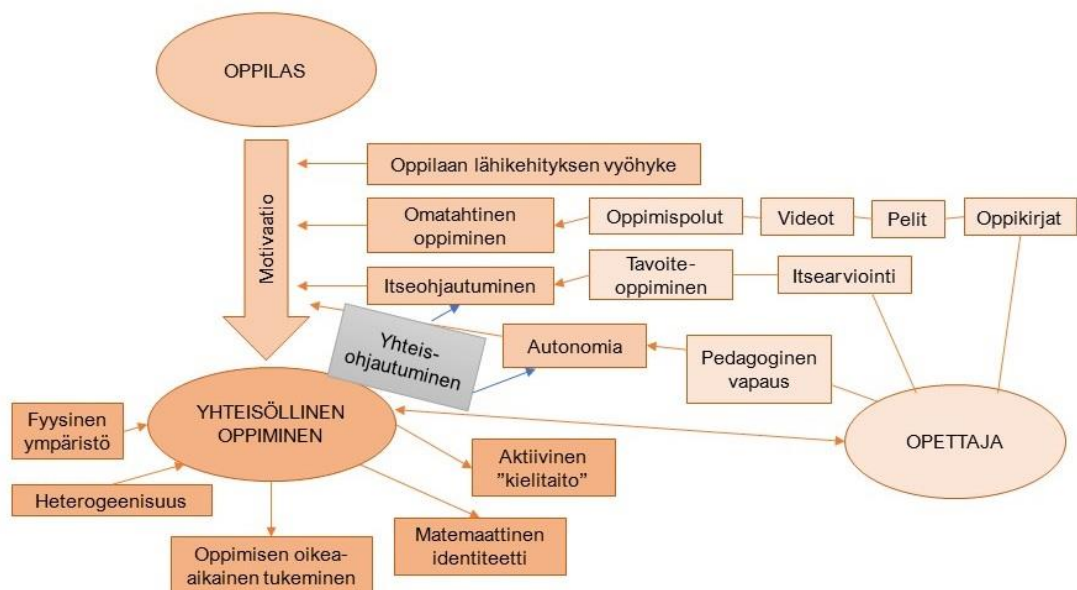 OPPILAS
Motivaatio
Oppilaan lähikehityksen vyöhyke
Omatahtinen
oppiminen
Oppimispolut
Videot
Pelit
Oppikirjat
Itseohjautuminen
Tavoite-
oppiminen
Itsearviointi
Yhteis-
ohjautuminen
Autonomia
Pedagoginen
vapaus
YHTEISÖLLINEN
OPPIMINEN
OPETTAJA
Fyysinen
ympäristö
Heterogeenisuus
Aktiivinen
”kielitaito”
Matemaattinen
identiteetti
Oppimisen oikea-
aikainen tukeminen